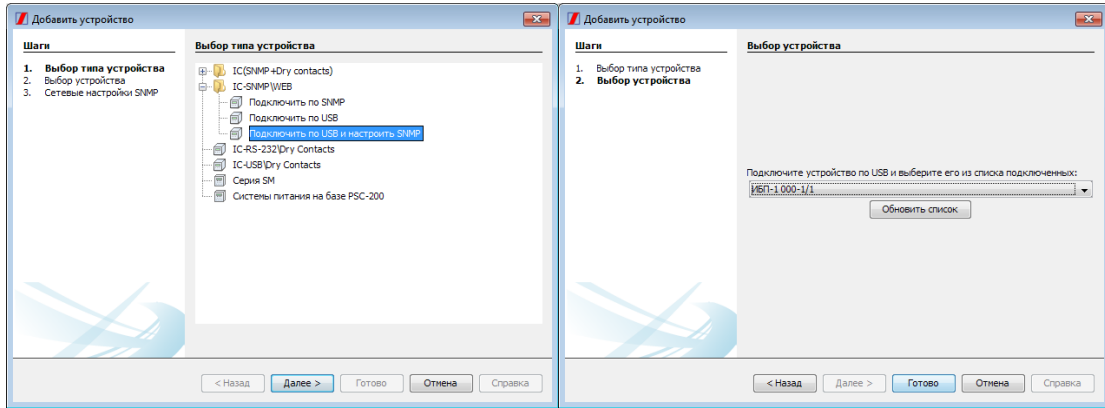 Добавить устройство
Шаги
1. Выбор типа устройства
2. Выбор устройства
3. Сетевые настройки SNMP
Выбор типа устройства
IC(SNMP+Dry contacts)
IC-SNMP\WEB
Подключить по SNMP
Подключить по USB
Подключить по USB и настроить SNMP
IC-RS-232\Dry Contacts
IC-USB\Dry Contacts
Серия SM
Системы питания на базе PSC-200
< Назад
Далее >
Готово
Отмена
Справка
Добавить устройство
Шаги
1. Выбор типа устройства
2. Выбор устройства
Выбор устройства
Подключите устройство по USB и выберите его из списка подключенных:
ИБП-1.000-1/1
Обновить список
< Назад
Далее >
Готово
Отмена
Справка